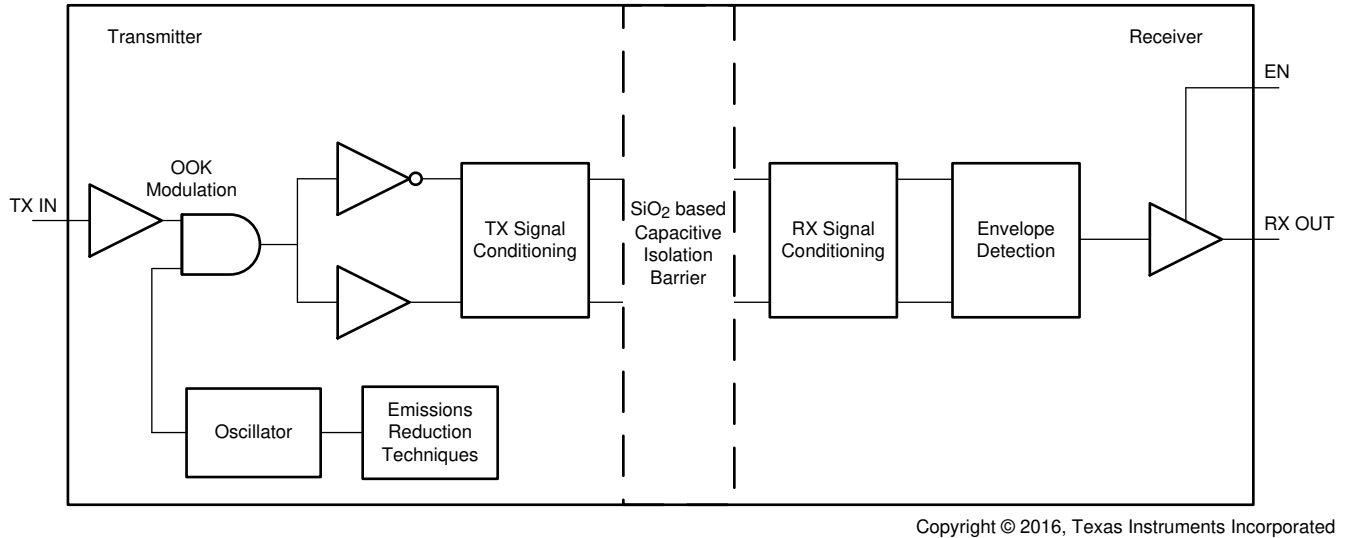 Transmitter
Receiver
EN
OOK
Modulation
TX IN
TX Signal
Conditioning
SiO2 based
Capacitive
Isolation
Barrier
RX Signal
Conditioning
Envelope
Detection
RX OUT
Oscillator
Emissions
Reduction
Techniques
Copyright © 2016, Texas Instruments Incorporated